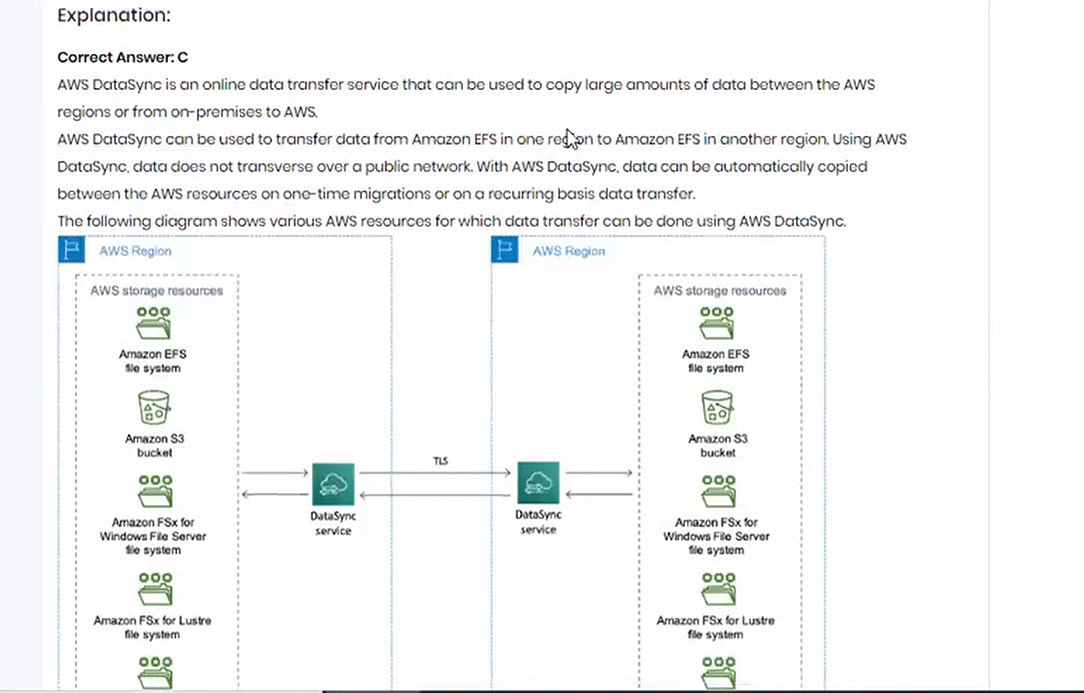 Explanation:
Correct Answer: C
AWS DataSync is an online data transfer service that can be used to copy large amounts of data between the AWS
regions or from on-premises to AWS.
AWS DataSync can be used to transfer data from Amazon EFS in one region to Amazon EFS in another region. Using AWS
DataSync, data does not transverse over a public network. With AWS DataSync, data can be automatically copied
between the AWS resources on one-time migrations or on a recurring basis data transfer.
The following diagram shows various AWS resources for which data transfer can be done using AWS DataSync.
AWS Region
AWS storage resources
Amazon EFS
file system
Amazon S3
bucket
Amazon FSx for
Windows File Server
file system
Amazon FSx for Lustre
file system
DataSync
service
TLS
AWS Region
DataSync
service
AWS storage resources
Amazon EFS
file system
Amazon S3
bucket
Amazon FSx for
Windows File Server
file system
Amazon FSx for Lustre
file system